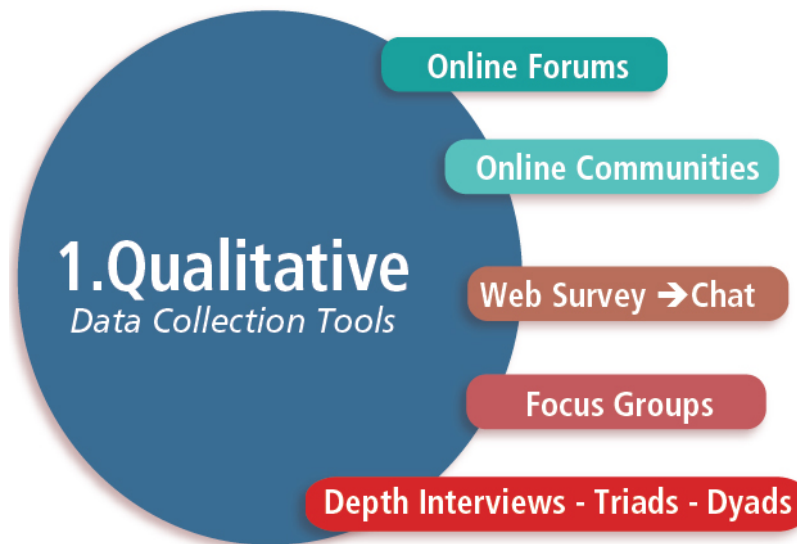 Online Forums
Online Communities
1.Qualitative
Data Collection Tools
Web Survey ➔Chat
Focus Groups
Depth Interviews - Triads - Dyads